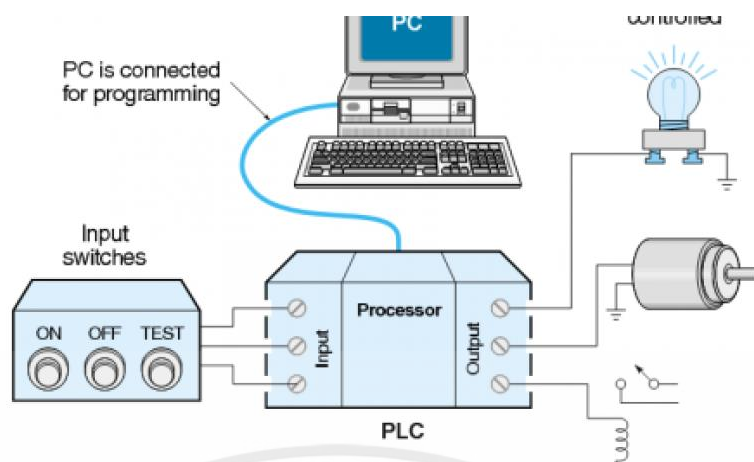 PC
controlled
PC is connected
for programming
Input
switches
ON OFF TEST
Input
Processor
Output
PLC